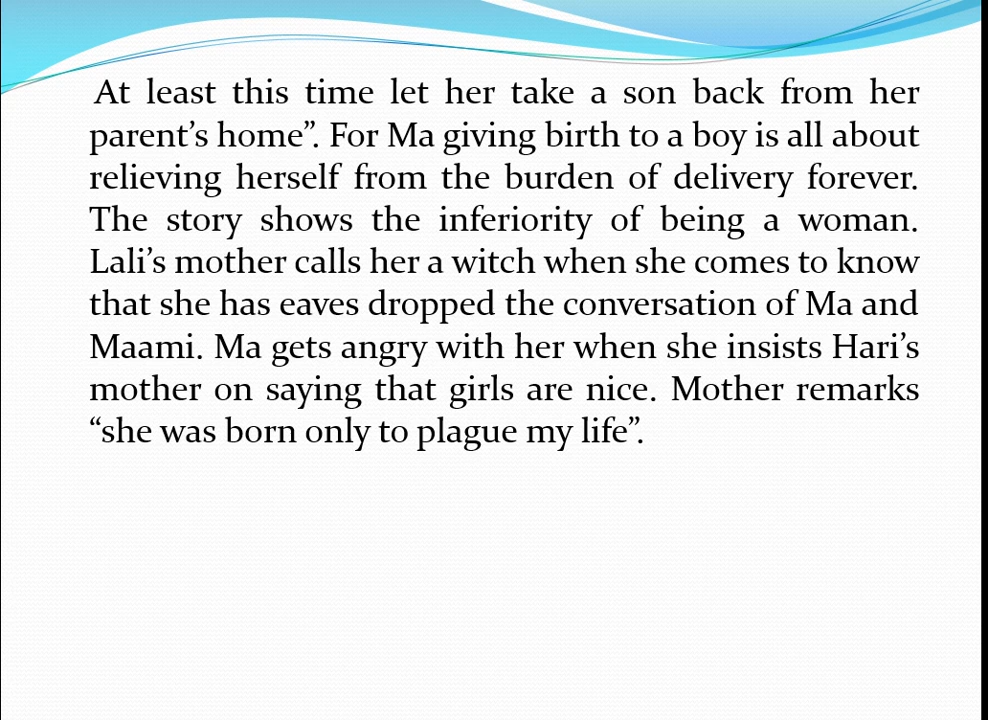 At least this time let her take a son back from her
parent’s home”. For Ma giving birth to a boy is all about
relieving herself from the burden of delivery forever.
The story shows the inferiority of being a woman.
Lali’s mother calls her a witch when she comes to know
that she has eaves dropped the conversation of Ma and
Maami. Ma gets angry with her when she insists Hari’s
mother on saying that girls are nice. Mother remarks
“she was born only to plague my life”.